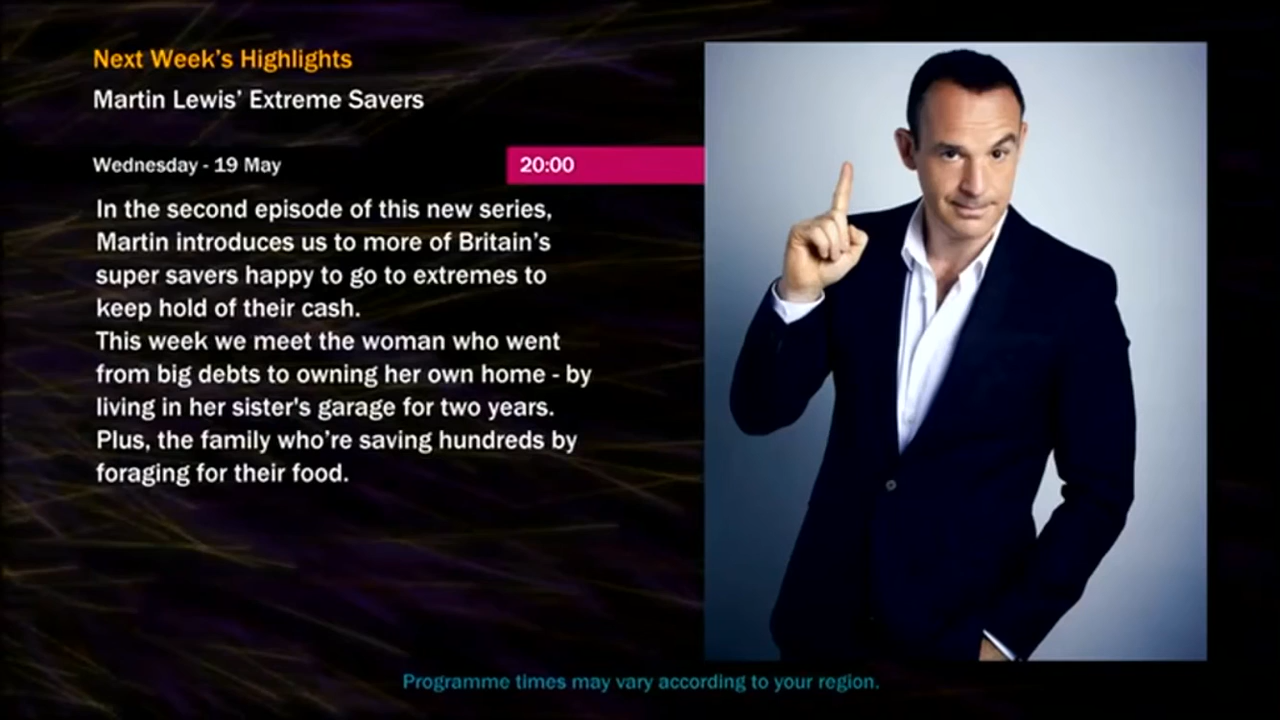 Next Week's Highlights
Martin Lewis' Extreme Savers
Wednesday - 19 May
20:00
In the second episode of this new series,
Martin introduces us to more of Britain's
super savers happy to go to extremes to
keep hold of their cash.
This week we meet the woman who went
from big debts to owning her own home - by
living in her sister's garage for two years.
Plus, the family who're saving hundreds by
foraging for their food.
Programme times may vary according to your region.